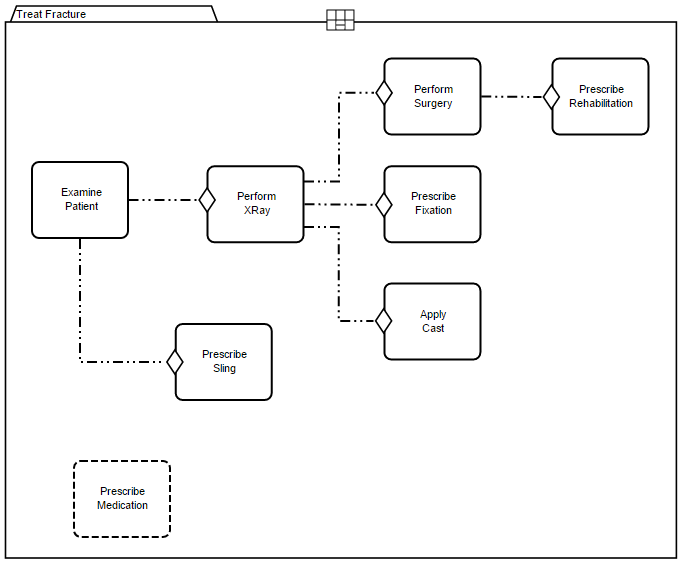 Treat Fracture
Perform
Surgery
Prescribe
Rehabilitation
Examine
Patient
Perform
XRay
Prescribe
Fixation
Apply
Cast
Prescribe
Sling
Prescribe
Medication